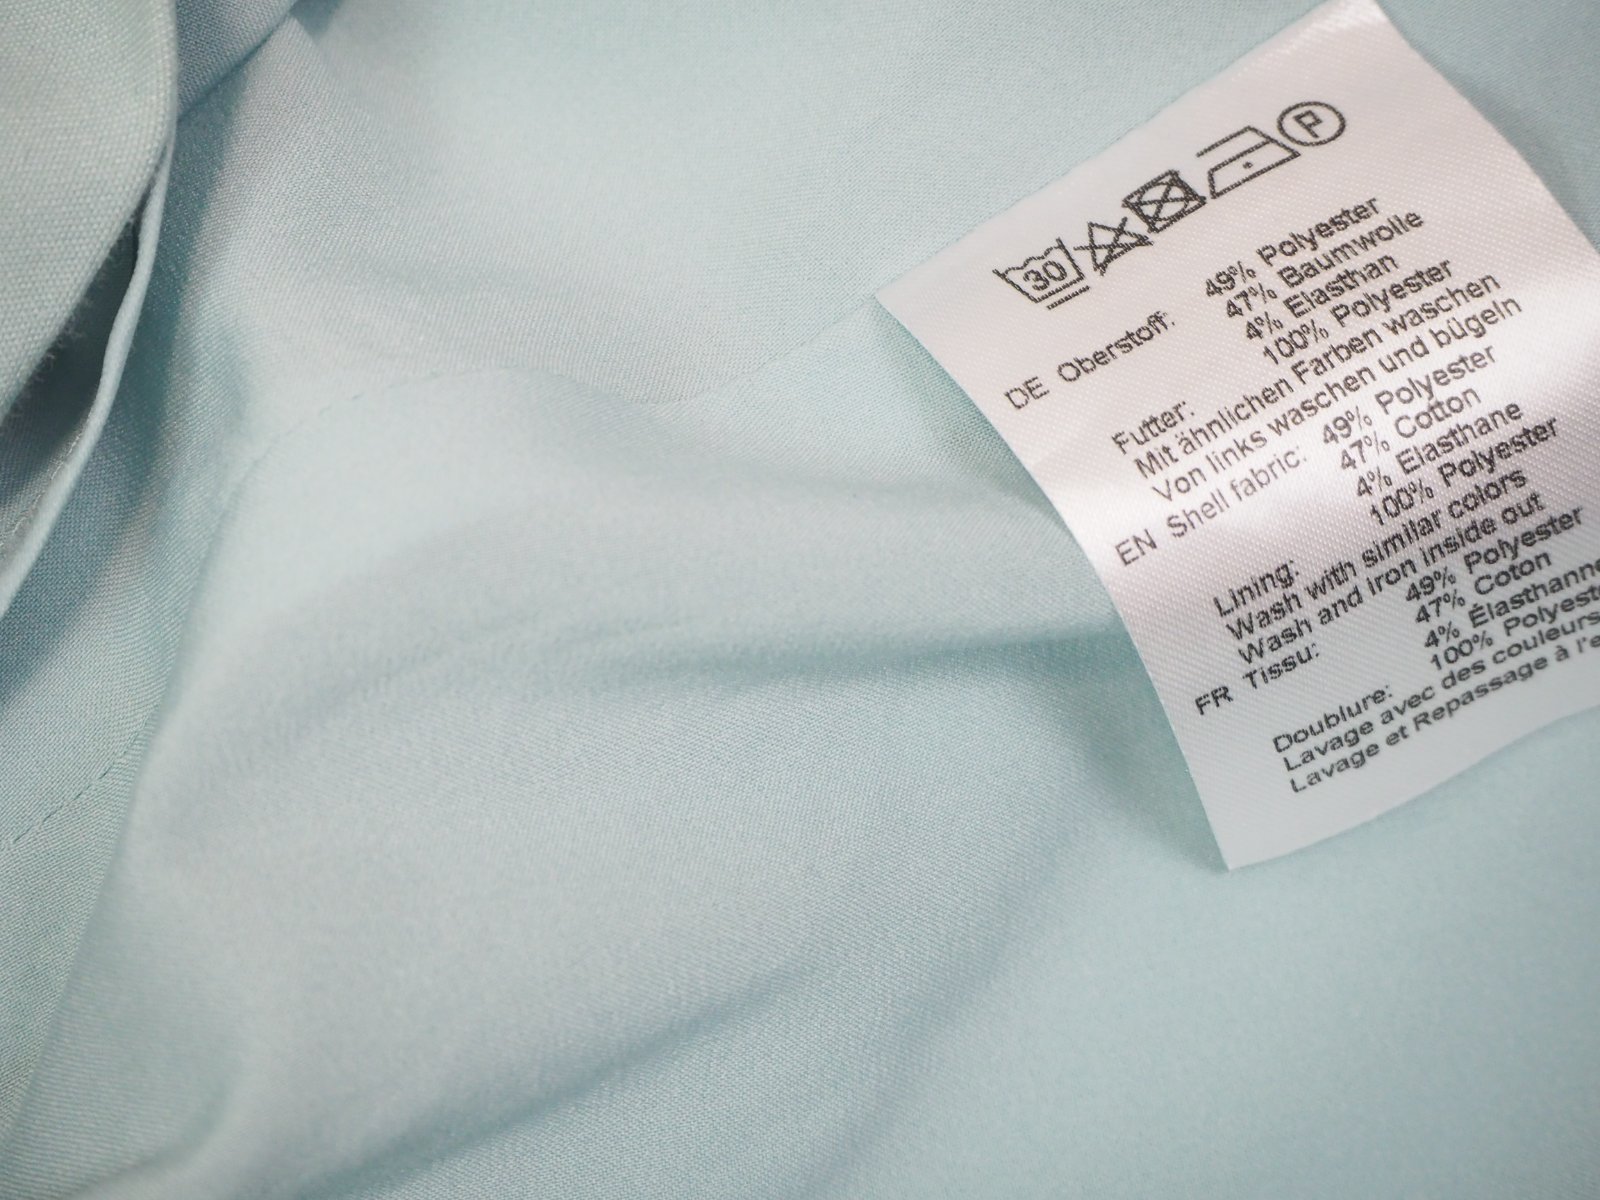 30 P
DE Oberstoff: 49% Polyester
47% Baumwolle
4% Elasthan
Futter: 100% Polyester
Mit ähnlichen Farben waschen
Von links waschen und bügeln
EN Shell fabric: 49% Polyester
47% Cotton
4% Elasthane
Lining: 100% Polyester
Wash with similar colors
Wash and iron inside out
FR Tissu: 49% Polyester
47% Coton
4% Élasthanne
Doublure: 100%
Lavage avec des couleurs
Lavage et Repassage à